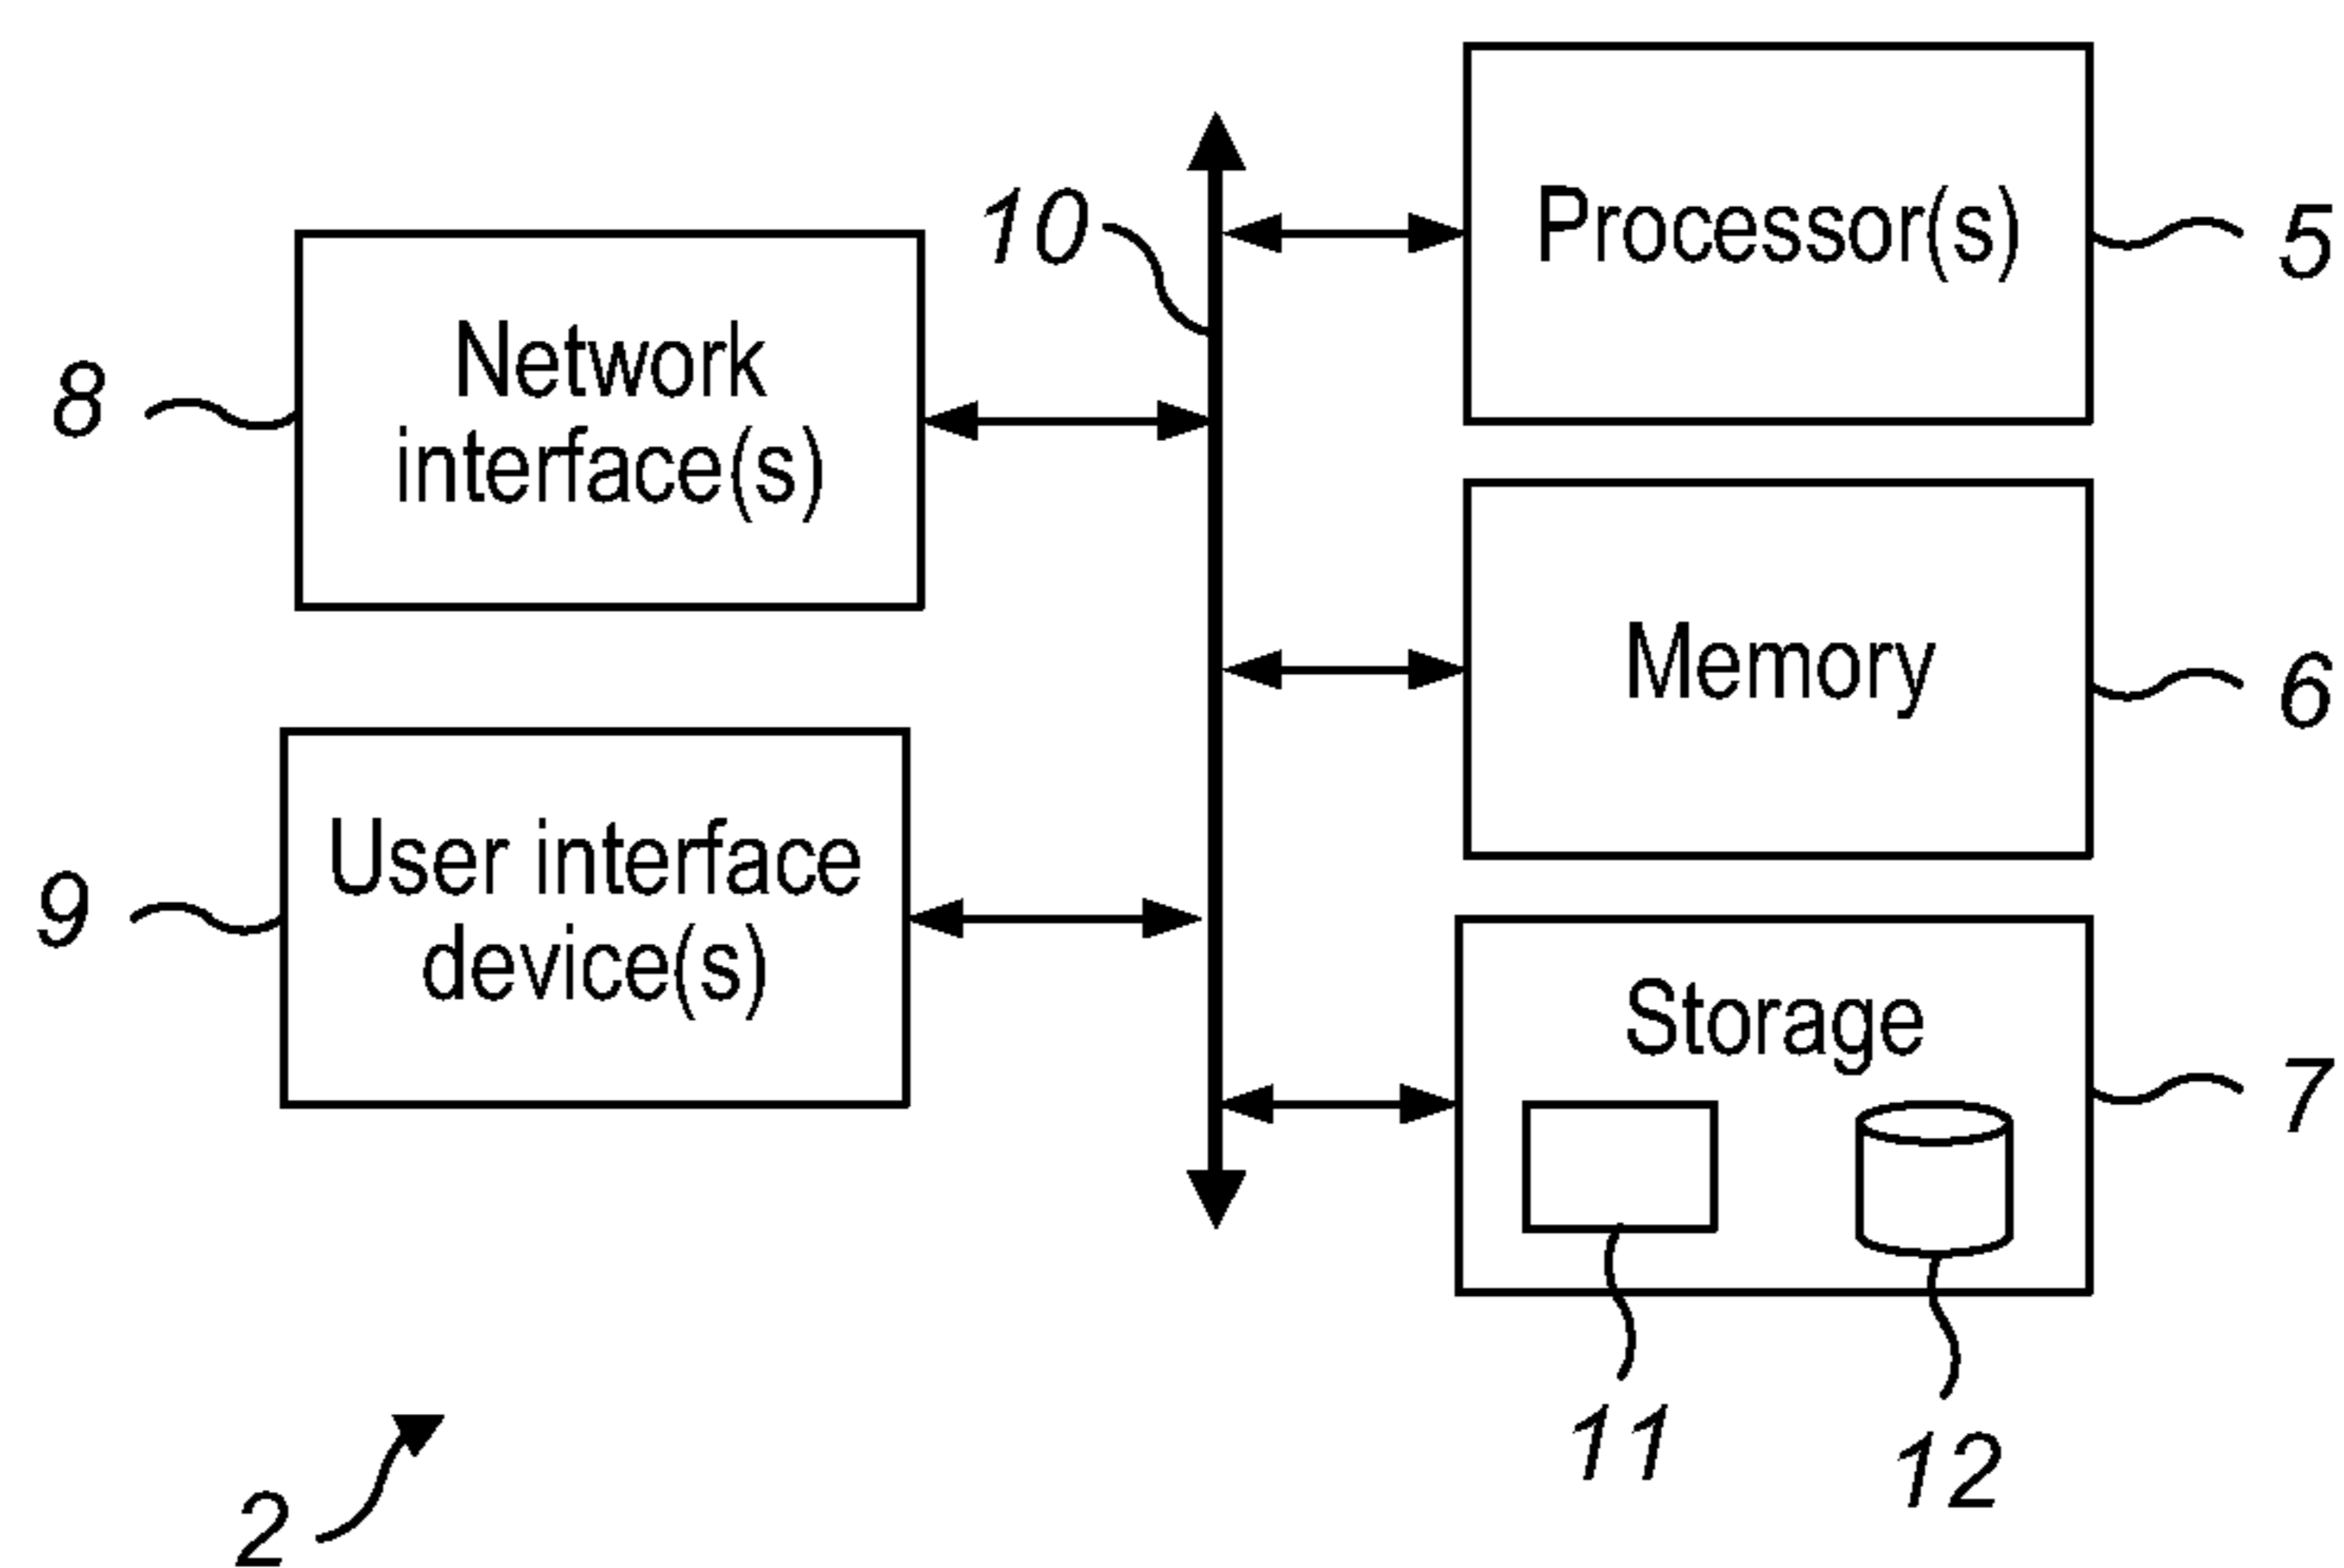 10
Processor(s)
5
Network
interface(s)
8
Memory
6
User interface
device(s)
9
Storage
7
11
12
2